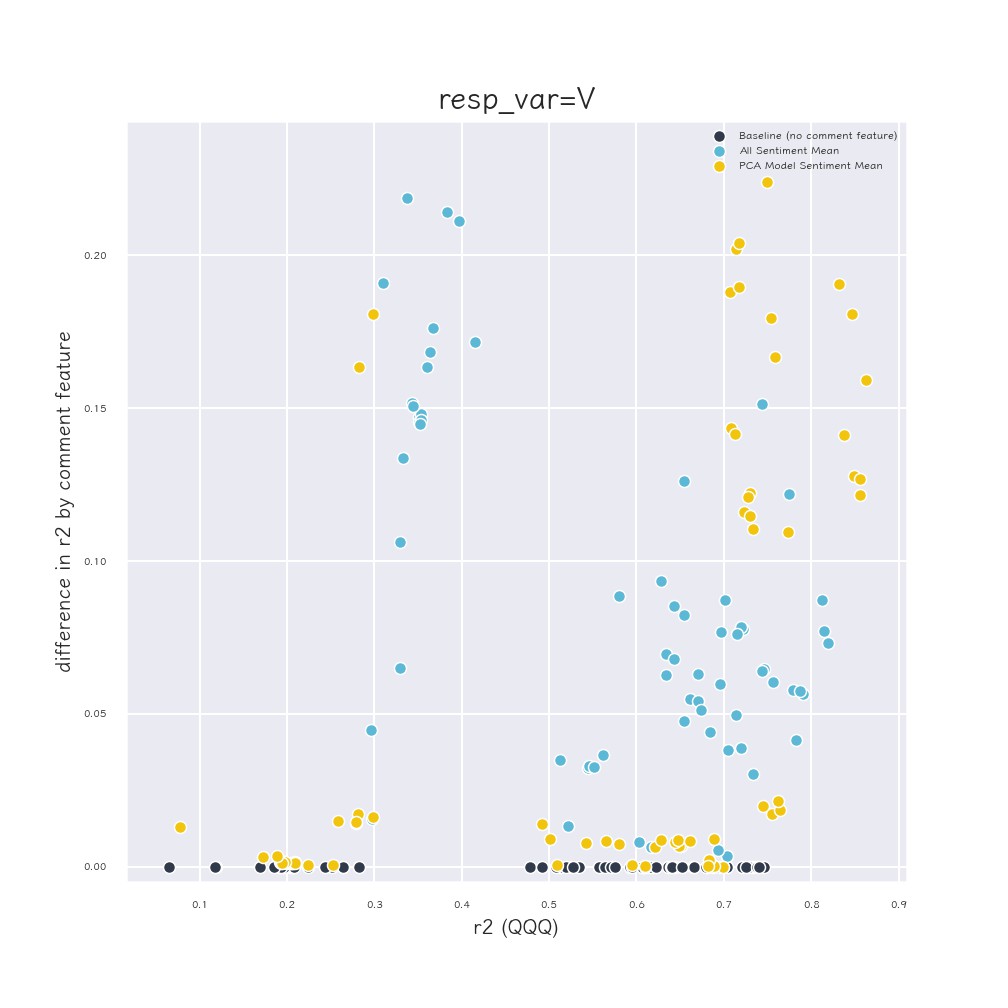 resp_var=V
Baseline (no comment feature)
All Sentiment Mean
PCA Model Sentiment Mean
difference in r2 by comment feature
0.20
0.15
0.10
0.05
0.00
0.1 0.2 0.3 0.4 0.5 0.6 0.7 0.8 0.9
r2 (QQQ)